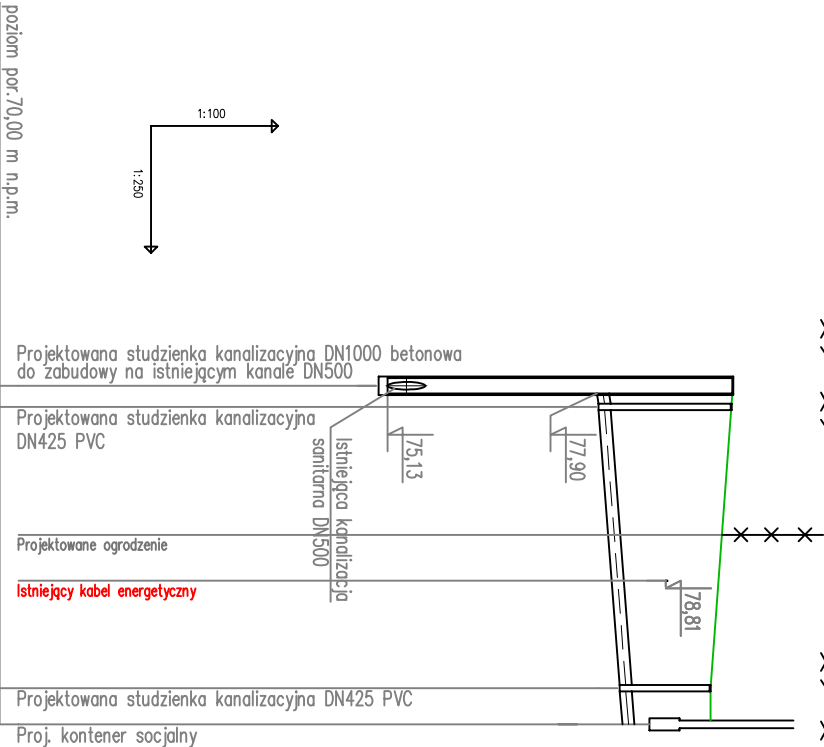 poziom por.70,00 m n.p.m.
1:100
1:250
Projektowana studzienka kanalizacyjna DN1000 betonowa
do zabudowy na istniejącym kanale DN500
Projektowana studzienka kanalizacyjna
DN425 PVC
Istniejąca kanalizacja
sanitarna DN500
75,13
77,90
Projektowane ogrodzenie
Istniejący kabel energetyczny
78,81
Projektowana studzienka kanalizacyjna DN425 PVC
Proj. kontener socjalny